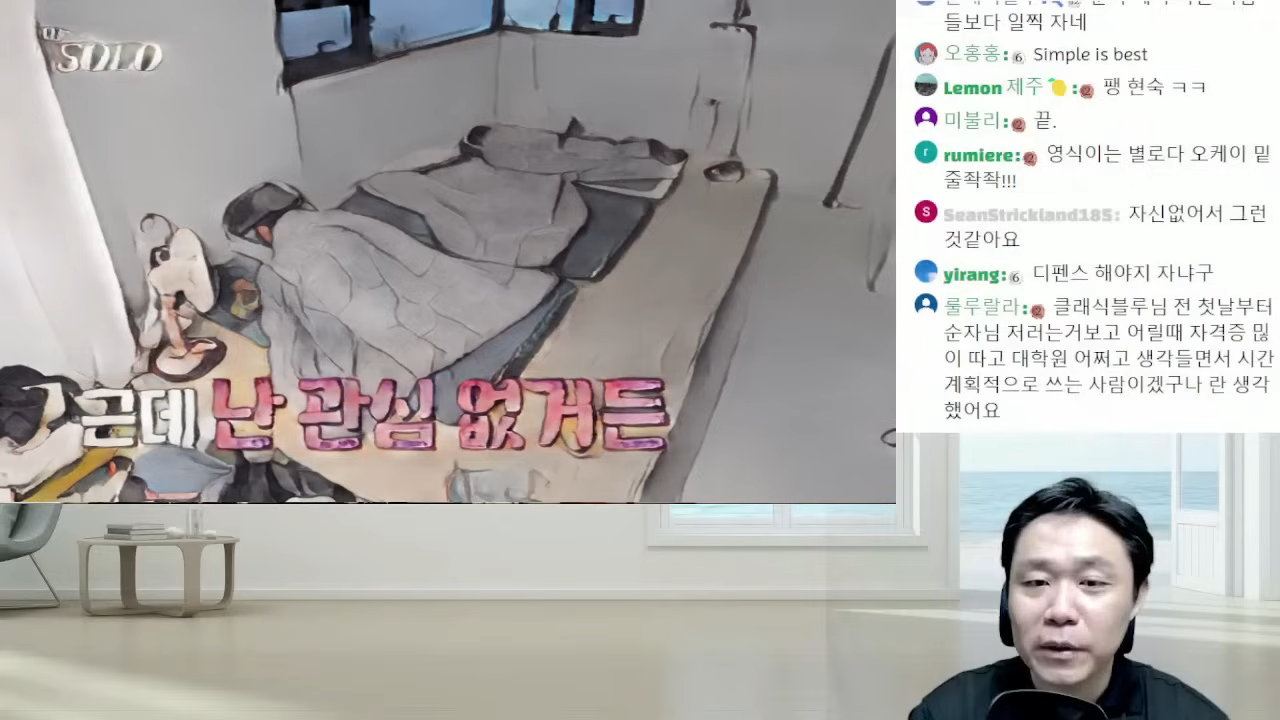 SOLO
근데 난 관심 없거든
들보다 일찍 자네
오홍홍: 6 Simple is best
Lemon 제주🍋: 팽 현숙 ㅋㅋ
미불리: 끝.
rumiere: 영식이는 별로다 오케이 밑
줄좍좍!!!
SeanStrickland185: 자신없어서 그런
것같아요
yirang: 6 디펜스 해야지 자냐구
룰루랄라: 클래식블루님 전 첫날부터
순자님 저러는거보고 어릴때 자격증 많
이 따고 대학원 어쩌고 생각들면서 시간
계획적으로 쓰는 사람이겠구나 란 생각
했어요